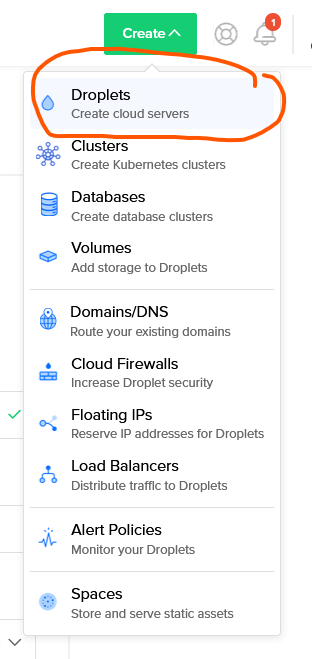 Create
1
Droplets
Create cloud servers
Clusters
Create Kubernetes clusters
Databases
Create database clusters
Volumes
Add storage to Droplets
Domains/DNS
Route your existing domains
Cloud Firewalls
Increase Droplet security
Floating IPs
Reserve IP addresses for Droplets
Load Balancers
Distribute traffic to Droplets
Alert Policies
Monitor your Droplets
Spaces
Store and serve static assets